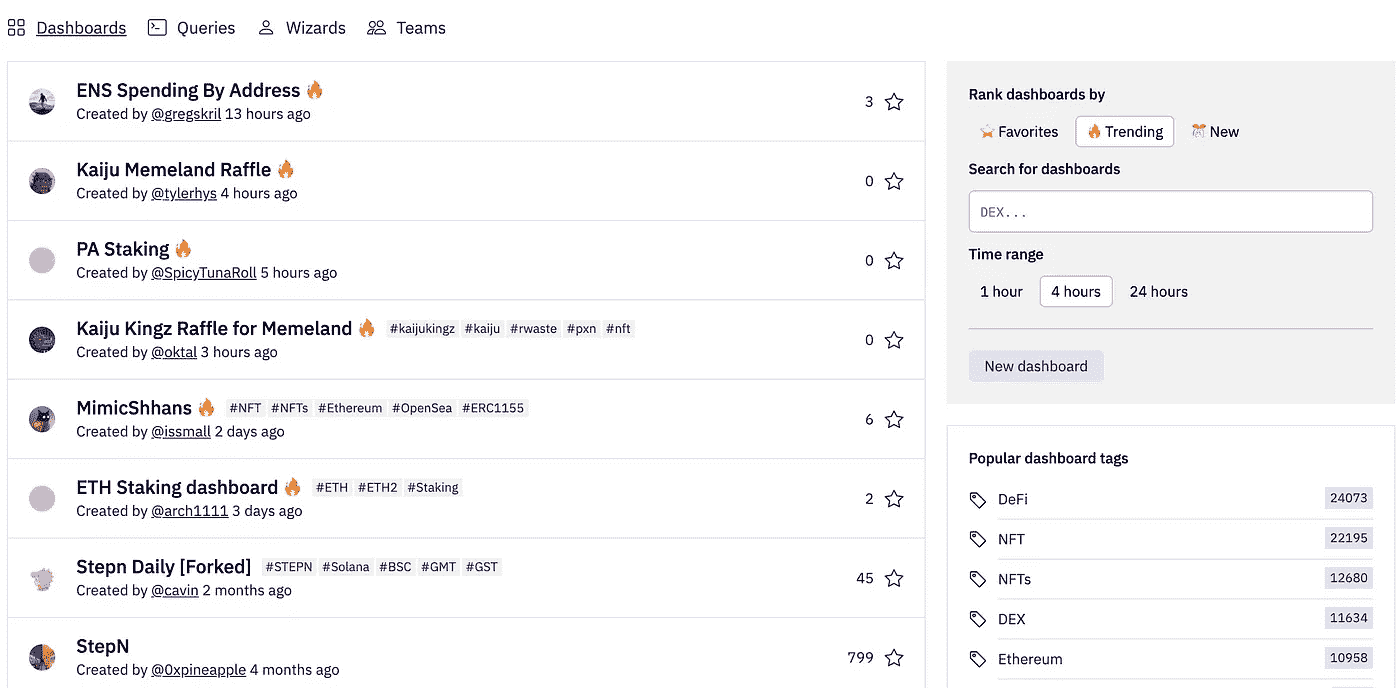 Dashboards Queries Wizards Teams
ENS Spending By Address 🔥
Created by @gregskril 13 hours ago
3
Kaiju Memeland Raffle 🔥
Created by @tylerhys 4 hours ago
0
PA Staking 🔥
Created by @SpicyTunaRoll 5 hours ago
0
Kaiju Kingz Raffle for Memeland 🔥 #kaijukingz #kaiju #rwaste #pxn #nft
Created by @oktal 3 hours ago
0
MimicShhans 🔥 #NFT #NFTs #Ethereum #OpenSea #ERC1155
Created by @issmall 2 days ago
6
ETH Staking dashboard 🔥 #ETH #ETH2 #Staking
Created by @arch1111 3 days ago
2
Stepn Daily [Forked] #STEPN #Solana #BSC #GMT #GST
Created by @cavin 2 months ago
45
StepN
Created by @0xpineapple 4 months ago
799
Rank dashboards by
Favorites 🔥 Trending New
Search for dashboards
DEX...
Time range
1 hour 4 hours 24 hours
New dashboard
Popular dashboard tags
DeFi 24073
NFT 22195
NFTs 12680
DEX 11634
Ethereum 10958